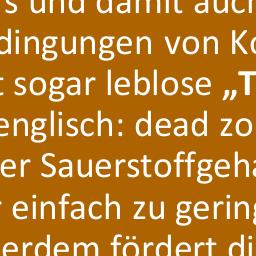 s und damit auch
dingungen von Ko
t sogar leblose „T
englisch: dead zo
er Sauerstoffgeha
r einfach zu gering
erdem fördert di